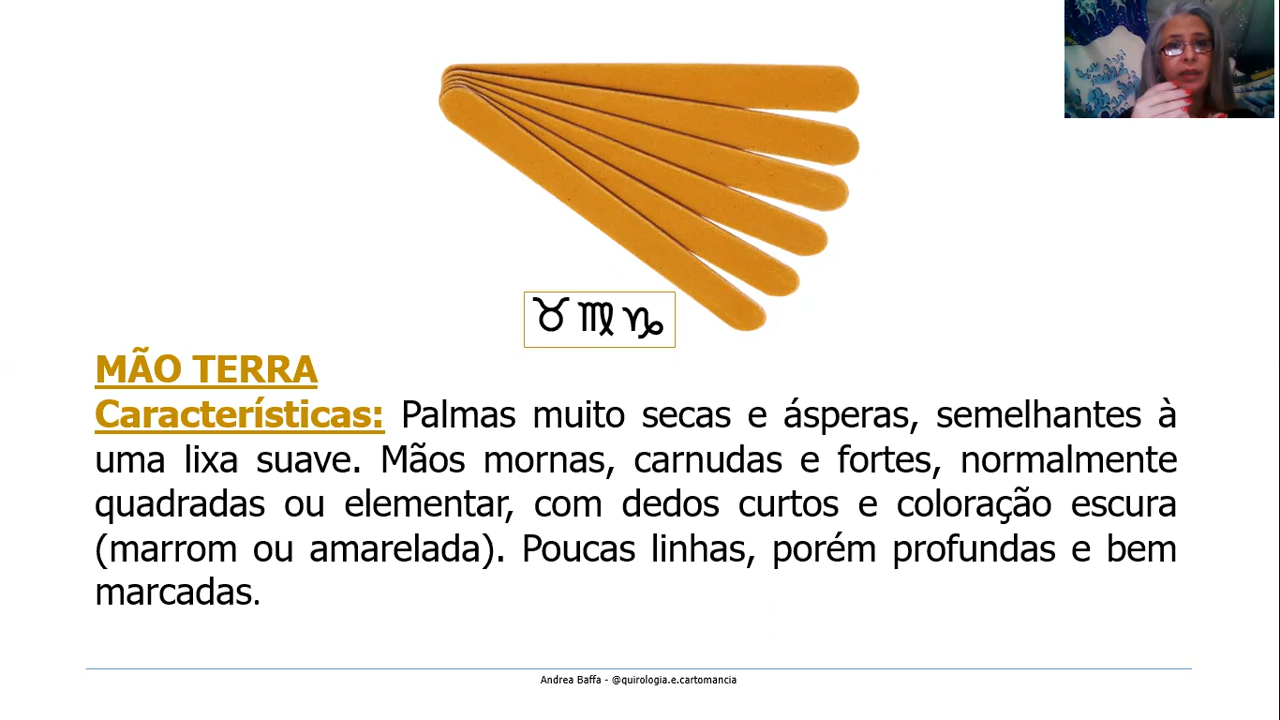 ♉ ♍ ♑
MÃO TERRA
Características: Palmas muito secas e ásperas, semelhantes à
uma lixa suave. Mãos mornas, carnudas e fortes, normalmente
quadradas ou elementar, com dedos curtos e coloração escura
(marrom ou amarelada). Poucas linhas, porém profundas e bem
marcadas.
Andrea Baffa - @quirologia.e.cartomancia